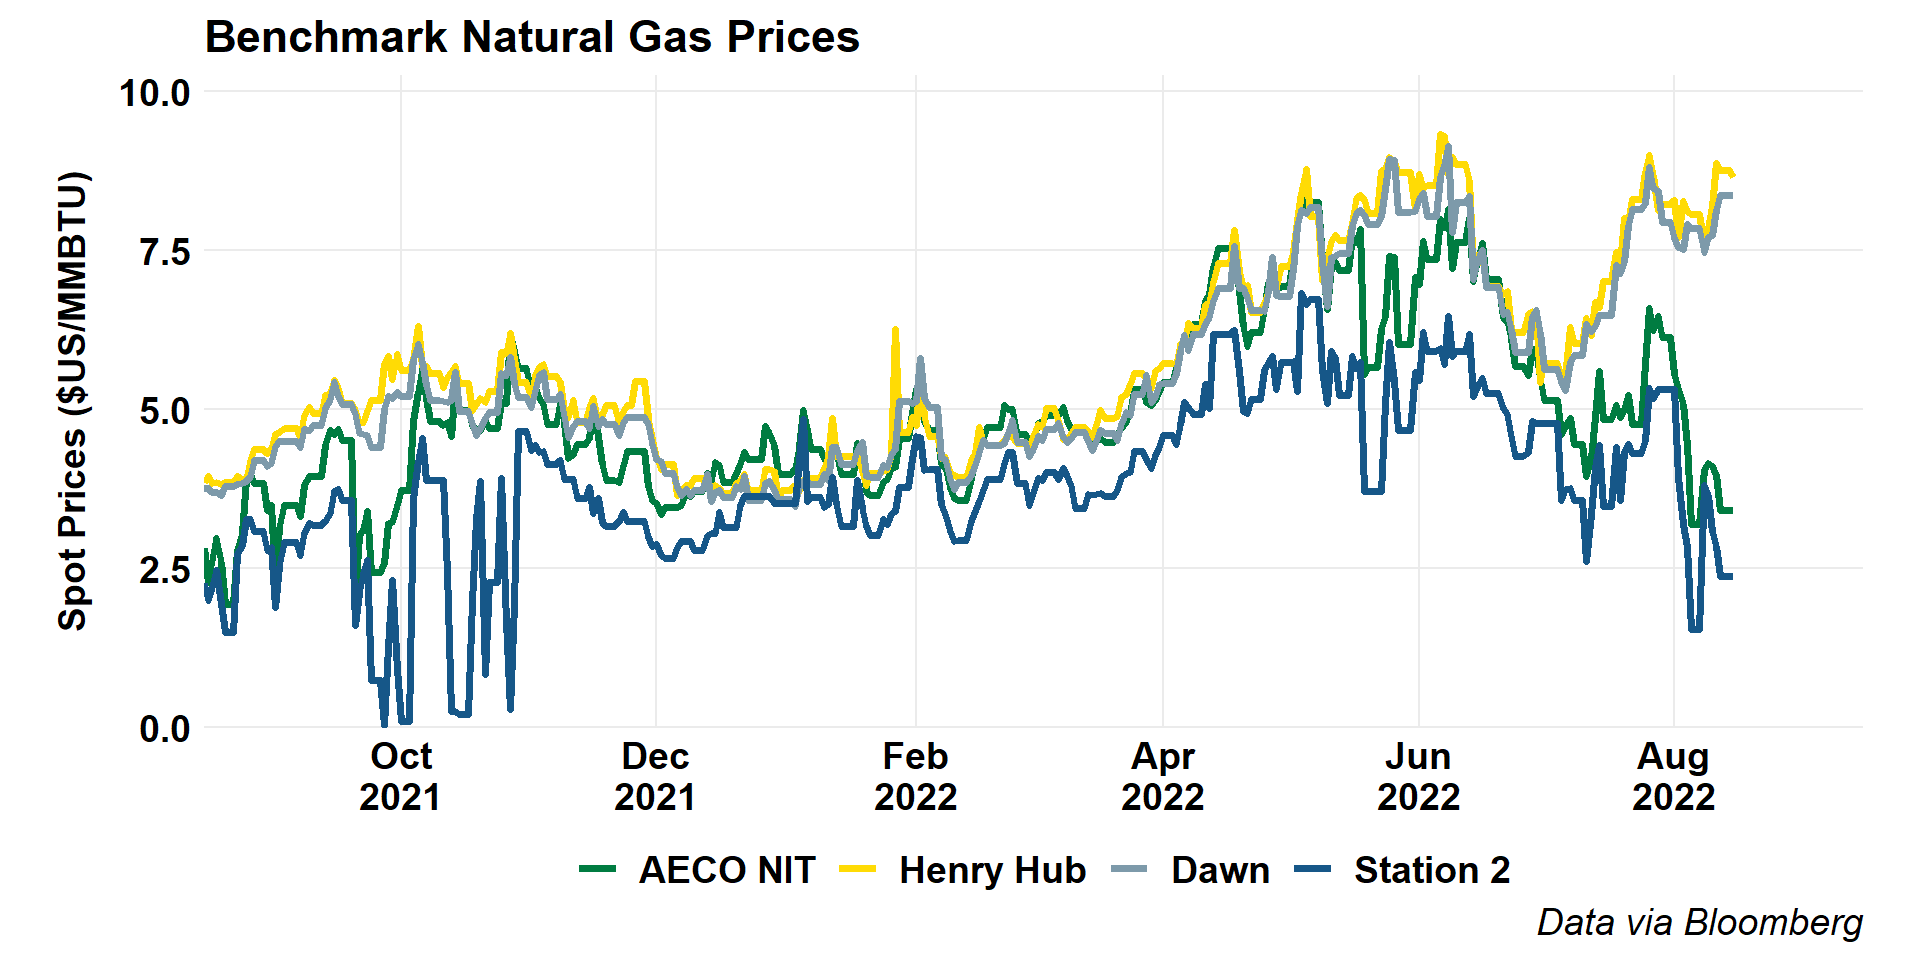 Benchmark Natural Gas Prices
Spot Prices ($US/MMBTU)
10.0
7.5
5.0
2.5
0.0
Oct Dec Feb Apr Jun Aug
2021 2021 2022 2022 2022 2022
AECO NIT Henry Hub Dawn Station 2
Data via Bloomberg